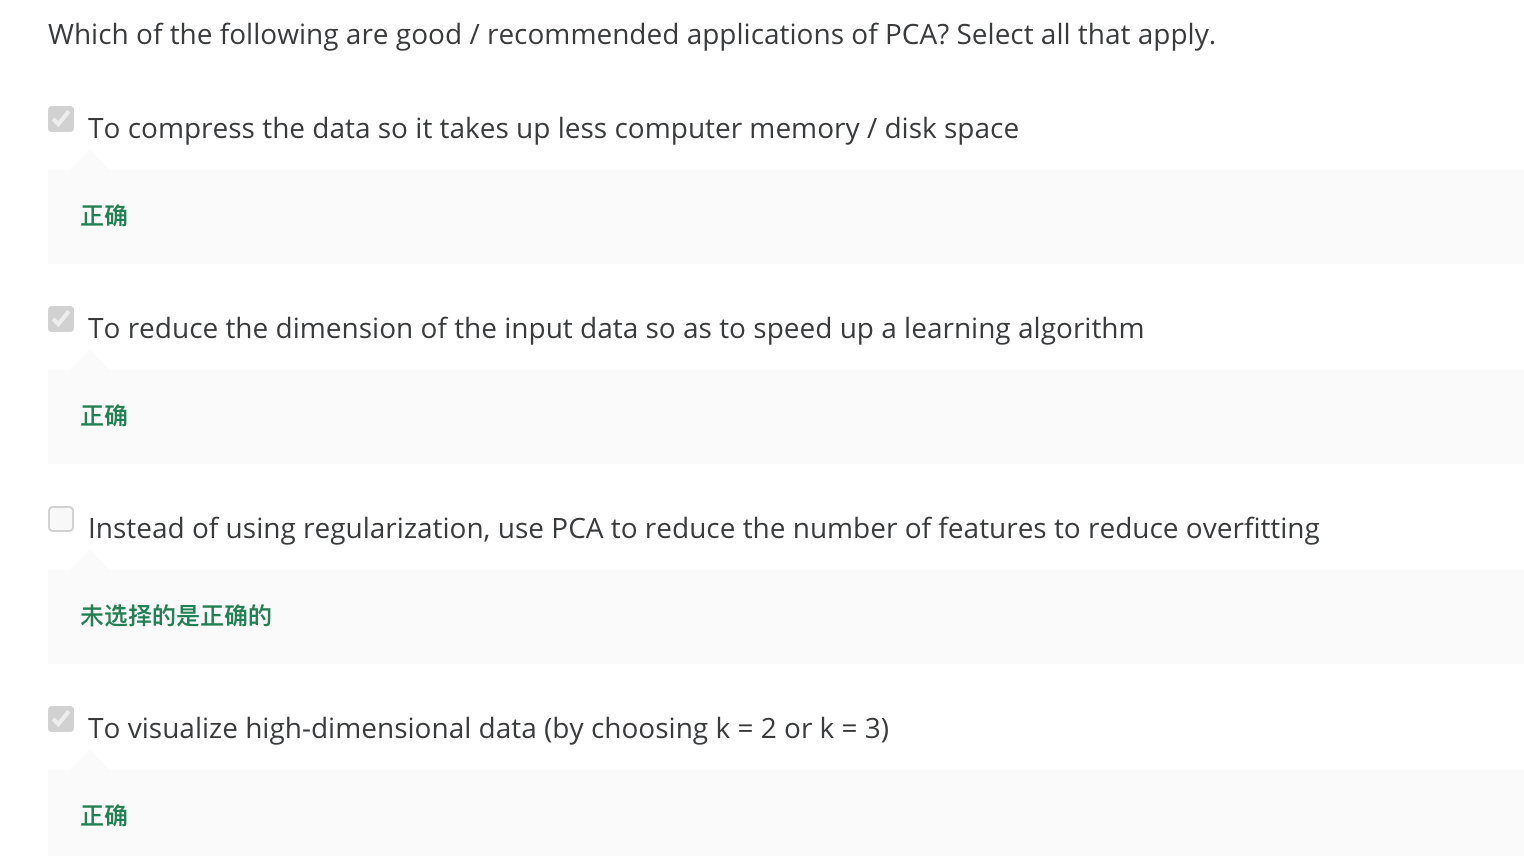 Which of the following are good / recommended applications of PCA? Select all that apply.
To compress the data so it takes up less computer memory / disk space
正确
To reduce the dimension of the input data so as to speed up a learning algorithm
正确
Instead of using regularization, use PCA to reduce the number of features to reduce overfitting
未选择的是正确的
To visualize high-dimensional data (by choosing k = 2 or k = 3)
正确